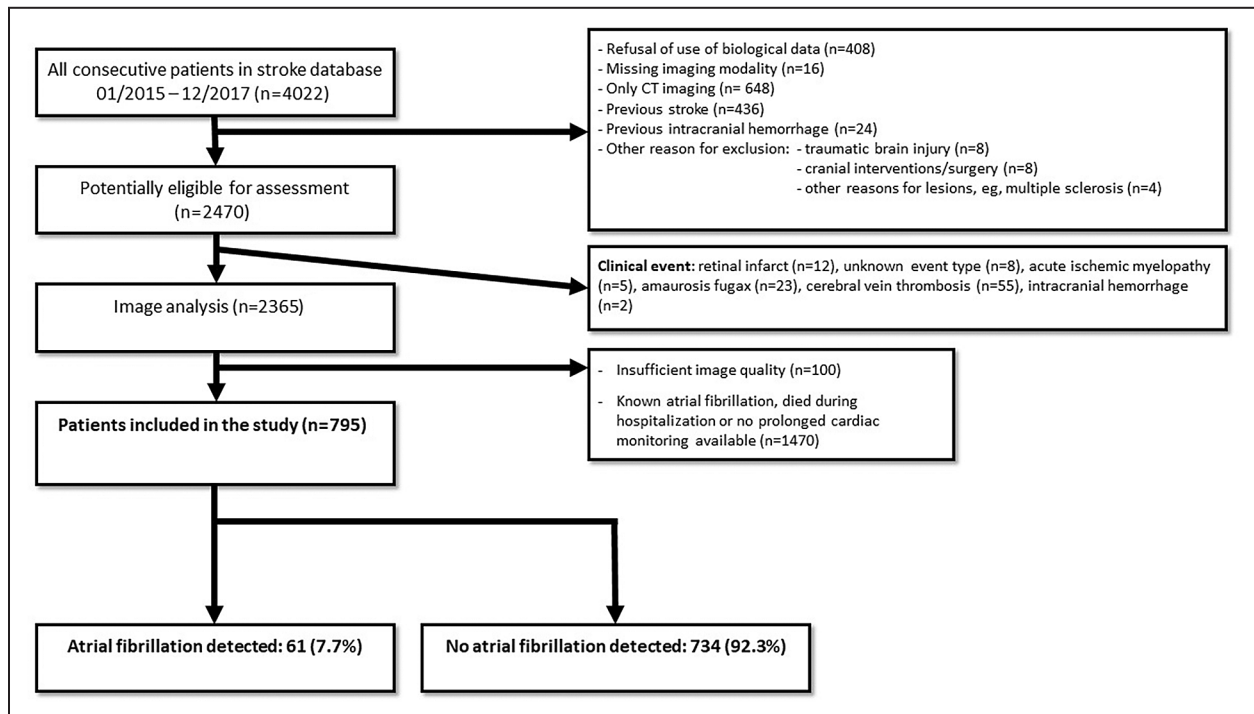 All consecutive patients in stroke database
01/2015 – 12/2017 (n=4022)
- Refusal of use of biological data (n=408)
- Missing imaging modality (n=16)
- Only CT imaging (n= 648)
- Previous stroke (n=436)
- Previous intracranial hemorrhage (n=24)
- Other reason for exclusion: - traumatic brain injury (n=8)
- cranial interventions/surgery (n=8)
- other reasons for lesions, eg, multiple sclerosis (n=4)
Potentially eligible for assessment
(n=2470)
Clinical event: retinal infarct (n=12), unknown event type (n=8), acute ischemic myelopathy
(n=5), amaurosis fugax (n=23), cerebral vein thrombosis (n=55), intracranial hemorrhage
(n=2)
Image analysis (n=2365)
- Insufficient image quality (n=100)
- Known atrial fibrillation, died during
hospitalization or no prolonged cardiac
monitoring available (n=1470)
Patients included in the study (n=795)
Atrial fibrillation detected: 61 (7.7%)
No atrial fibrillation detected: 734 (92.3%)